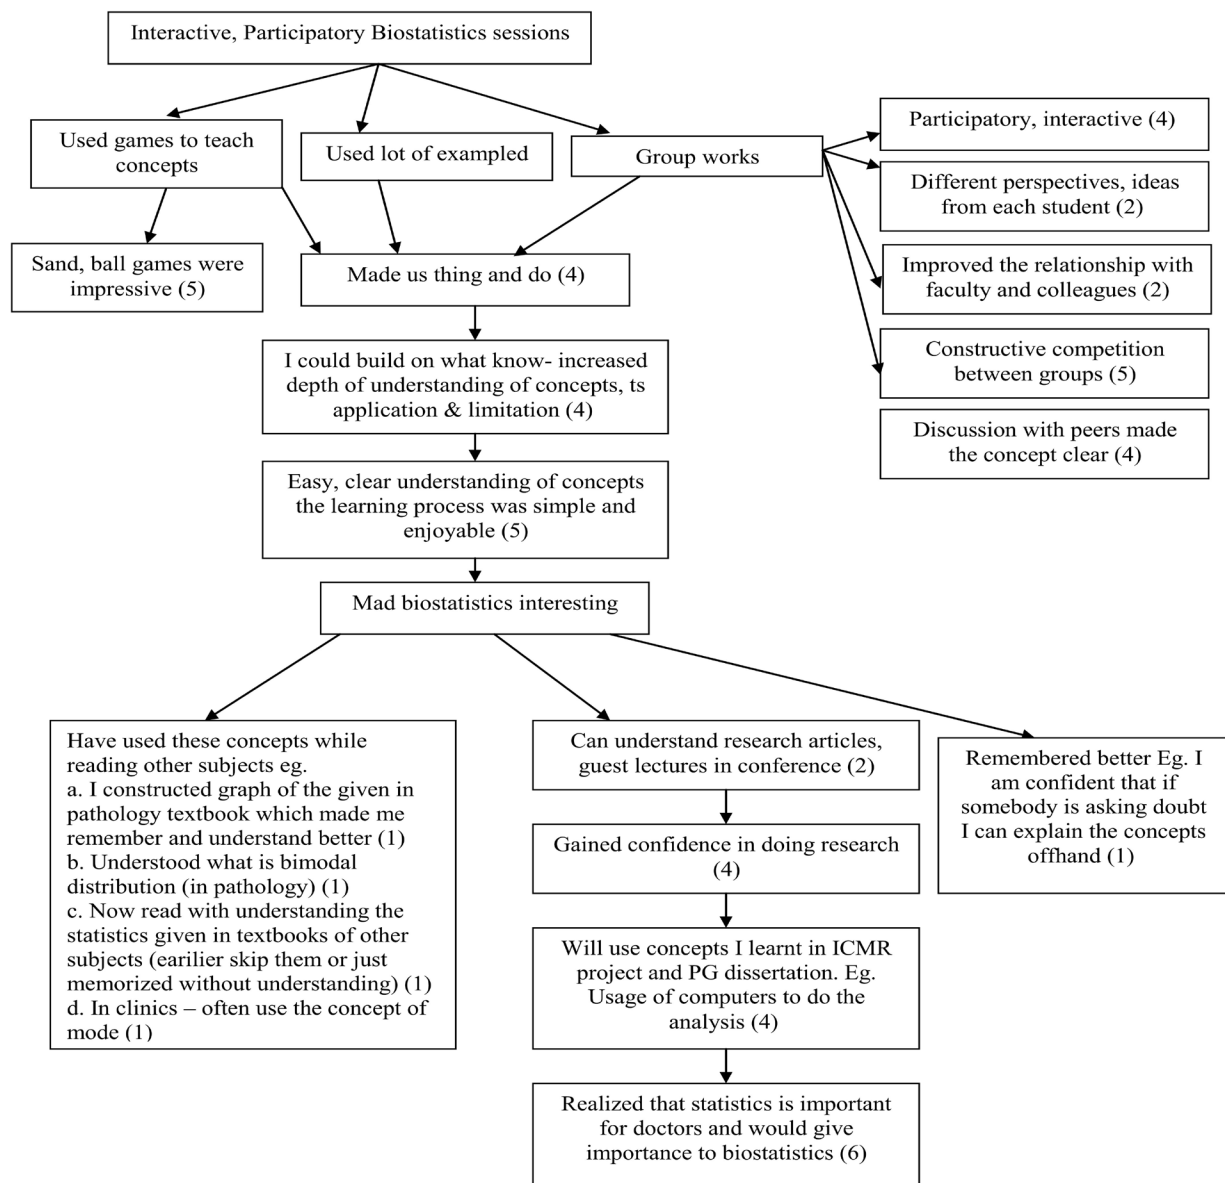 Interactive, Participatory Biostatistics sessions
Used games to teach
concepts
Used lot of exampled
Group works
Participatory, interactive (4)
Different perspectives, ideas
from each student (2)
Improved the relationship with
faculty and colleagues (2)
Constructive competition
between groups (5)
Discussion with peers made
the concept clear (4)
Sand, ball games were
impressive (5)
Made us thing and do (4)
I could build on what know- increased
depth of understanding of concepts, ts
application & limitation (4)
Easy, clear understanding of concepts
the learning process was simple and
enjoyable (5)
Mad biostatistics interesting
Have used these concepts while
reading other subjects eg.
a. I constructed graph of the given in
pathology textbook which made me
remember and understand better (1)
b. Understood what is bimodal
distribution (in pathology) (1)
c. Now read with understanding the
statistics given in textbooks of other
subjects (earilier skip them or just
memorized without understanding) (1)
d. In clinics – often use the concept of
mode (1)
Can understand research articles,
guest lectures in conference (2)
Gained confidence in doing research
(4)
Will use concepts I learnt in ICMR
project and PG dissertation. Eg.
Usage of computers to do the
analysis (4)
Realized that statistics is important
for doctors and would give
importance to biostatistics (6)
Remembered better Eg. I
am confident that if
somebody is asking doubt
I can explain the concepts
offhand (1)